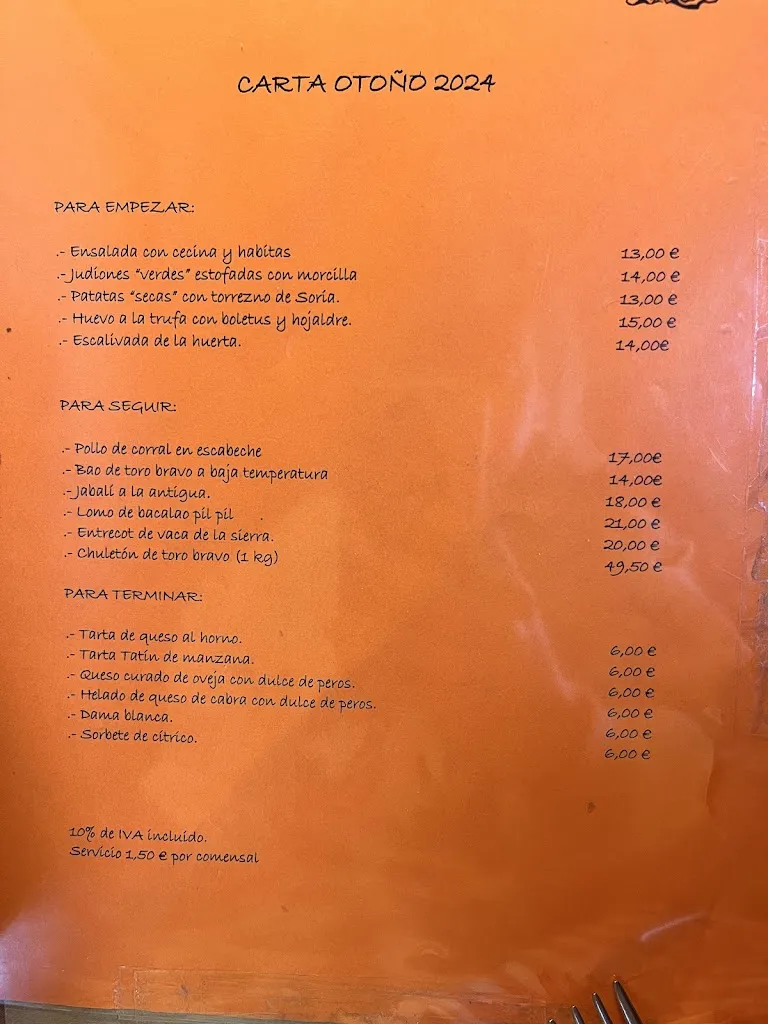 CARTA OTOÑO 2024
PARA EMPEZAR:
.- Ensalada con cecina y habitas 13,00 €
.- Judiones “verdes” estofadas con morcilla 14,00 €
.- Patatas “secas” con torrezno de Soria. 13,00 €
.- Huevo a la trufa con boletus y hojaldre. 15,00 €
.- Escalivada de la huerta. 14,00€
PARA SEGUIR:
.- Pollo de corral en escabeche 17,00€
.- Bao de toro bravo a baja temperatura 14,00€
.- Jabalí a la antigua. 18,00 €
.- Lomo de bacalao pil pil 21,00 €
.- Entrecot de vaca de la sierra. 20,00 €
.- Chuletón de toro bravo (1 kg) 49,50 €
PARA TERMINAR:
.- Tarta de queso al horno. 6,00 €
.- Tarta Tatin de manzana. 6,00 €
.- Queso curado de oveja con dulce de peros. 6,00 €
.- Helado de queso de cabra con dulce de peros. 6,00 €
.- Dama blanca. 6,00 €
.- Sorbete de cítrico. 6,00 €
10% de IVA incluido.
Servicio 1,50 € por comensal